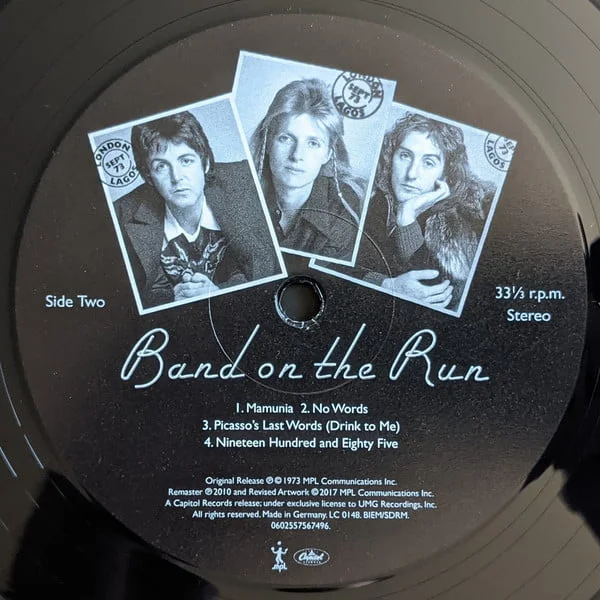 LONDON
SEPT
73
LAGOS
LONDON
SEPT
73
LAGOS
73
Side Two
33⅓ r.p.m.
Stereo
Band on the Run
1. Mamunia 2. No Words
3. Picasso's Last Words (Drink to Me)
4. Nineteen Hundred and Eighty Five
Original Release ℗ © 1973 MPL Communications Inc.
Remaster ℗ 2010 and Revised Artwork © 2017 MPL Communications Inc.
A Capitol Records release; under exclusive license to UMG Recordings, Inc.
All rights reserved. Made in Germany. LC 0148. BIEM/SDRM.
0602557567496.
MPL
Capitol